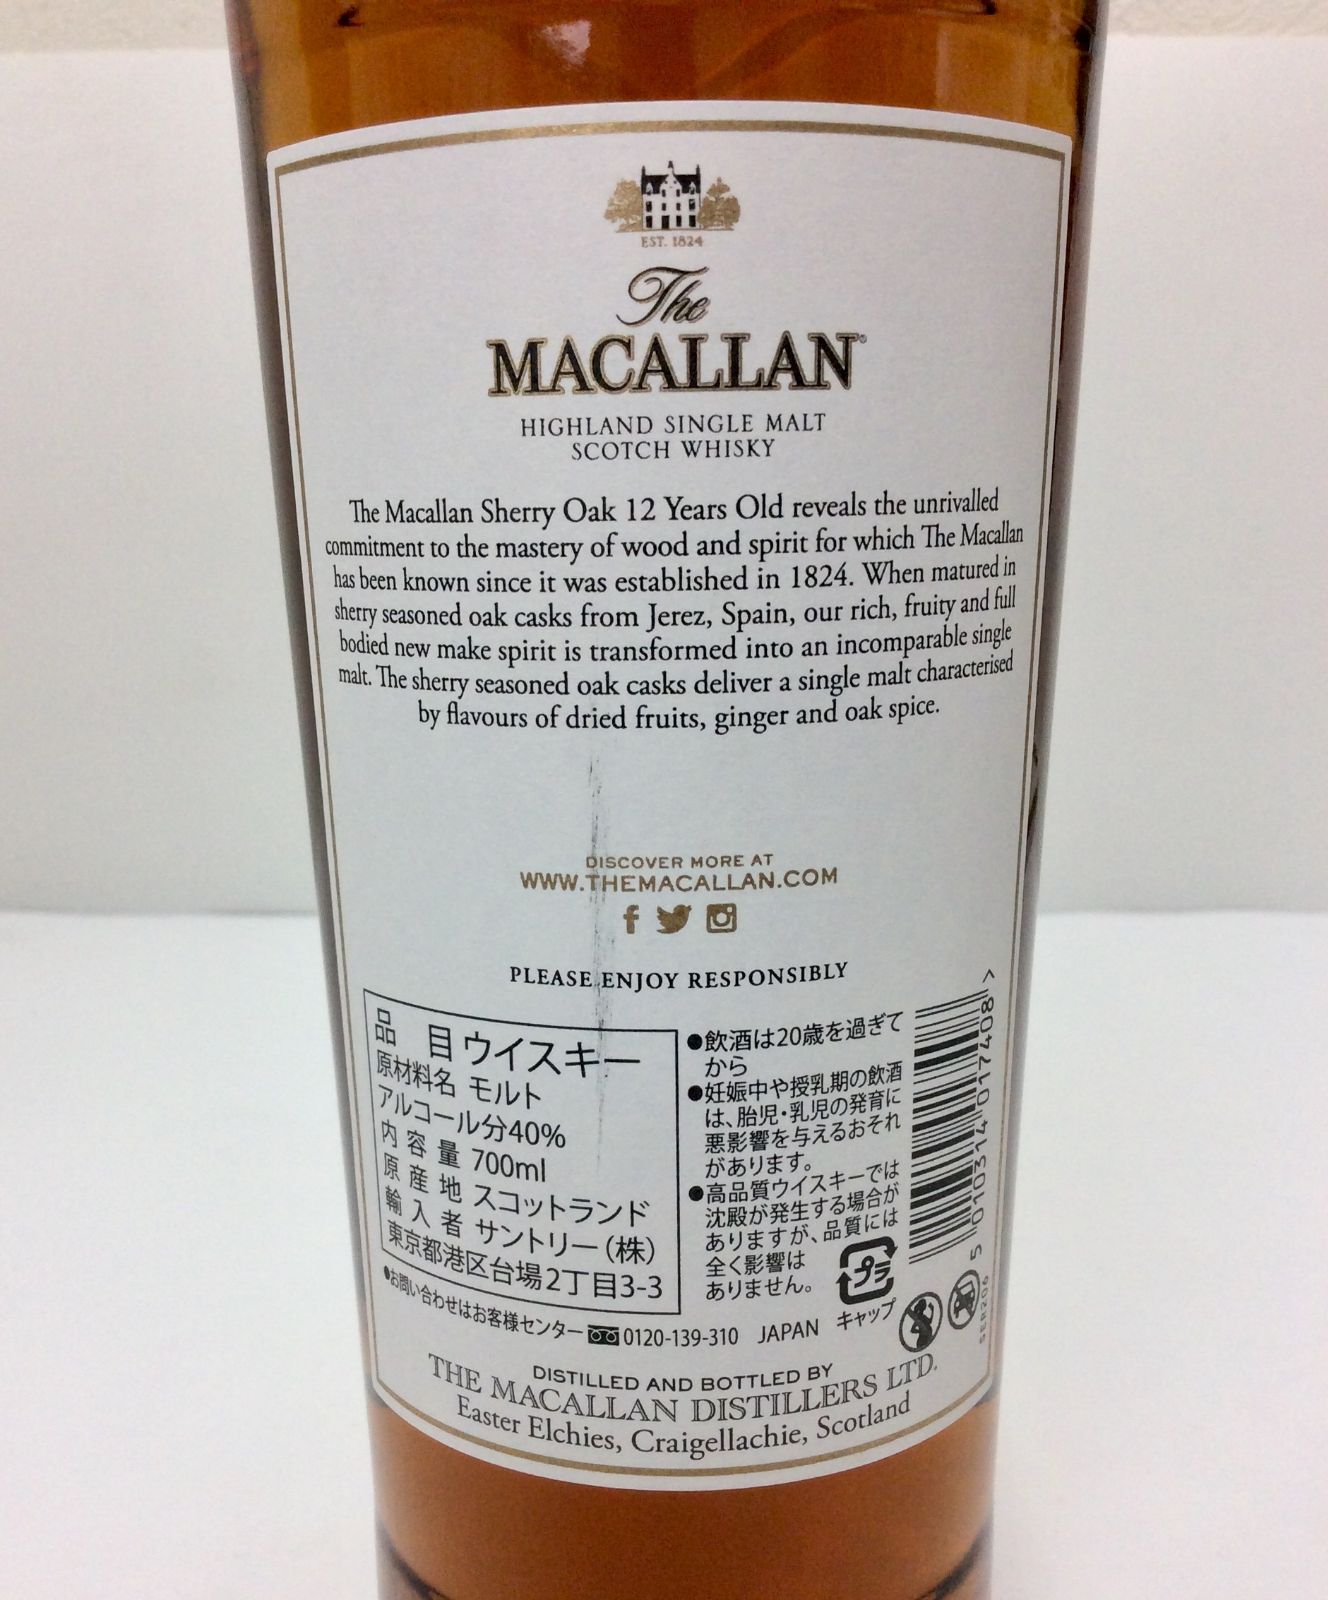 EST. 1824
The
MACALLAN
HIGHLAND SINGLE MALT
SCOTCH WHISKY
The Macallan Sherry Oak 12 Years Old reveals the unrivalled
commitment to the mastery of wood and spirit for which The Macallan
has been known since it was established in 1824. When matured in
sherry seasoned oak casks from Jerez, Spain, our rich, fruity and full
bodied new make spirit is transformed into an incomparable single
malt. The sherry seasoned oak casks deliver a single malt characterised
by flavours of dried fruits, ginger and oak spice.
DISCOVER MORE AT
WWW.THEMACALLAN.COM
PLEASE ENJOY RESPONSIBLY
品 目 ウイスキー
原材料名 モルト
アルコール分40%
内容量 700ml
原産地 スコットランド
輸入者 サントリー(株)
東京都港区台場2丁目3-3
●飲酒は20歳を過ぎて
から
●妊娠中や授乳期の飲酒
は、胎児・乳児の発育に
悪影響を与えるおそれ
があります。
●高品質ウイスキーでは
沈殿が発生する場合が
ありますが、品質には
全く影響は
ありません。
プラ
キャップ
5 010314 017408 >
SER206
●お問い合わせはお客様センター 0120-139-310 JAPAN
DISTILLED AND BOTTLED BY
THE MACALLAN DISTILLERS LTD.
Easter Elchies, Craigellachie, Scotland